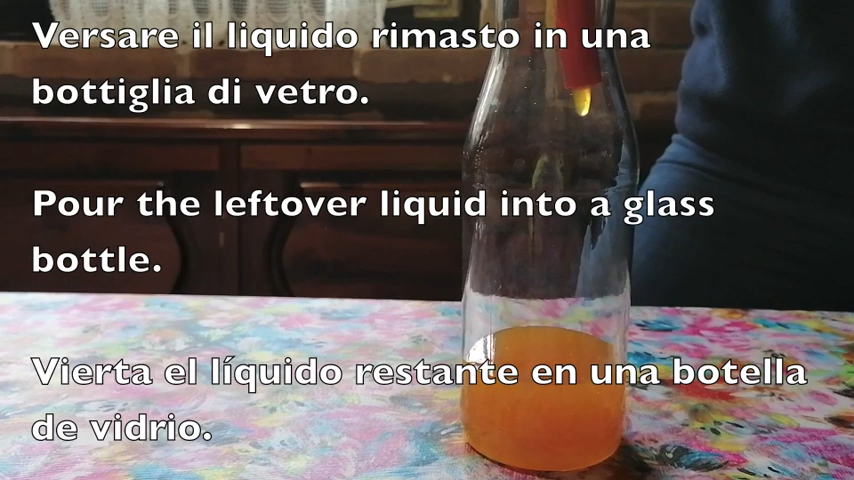 Versare il liquido rimasto in una
bottiglia di vetro.
Pour the leftover liquid into a glass
bottle.
Vierta el líquido restante en una botella
de vidrio.